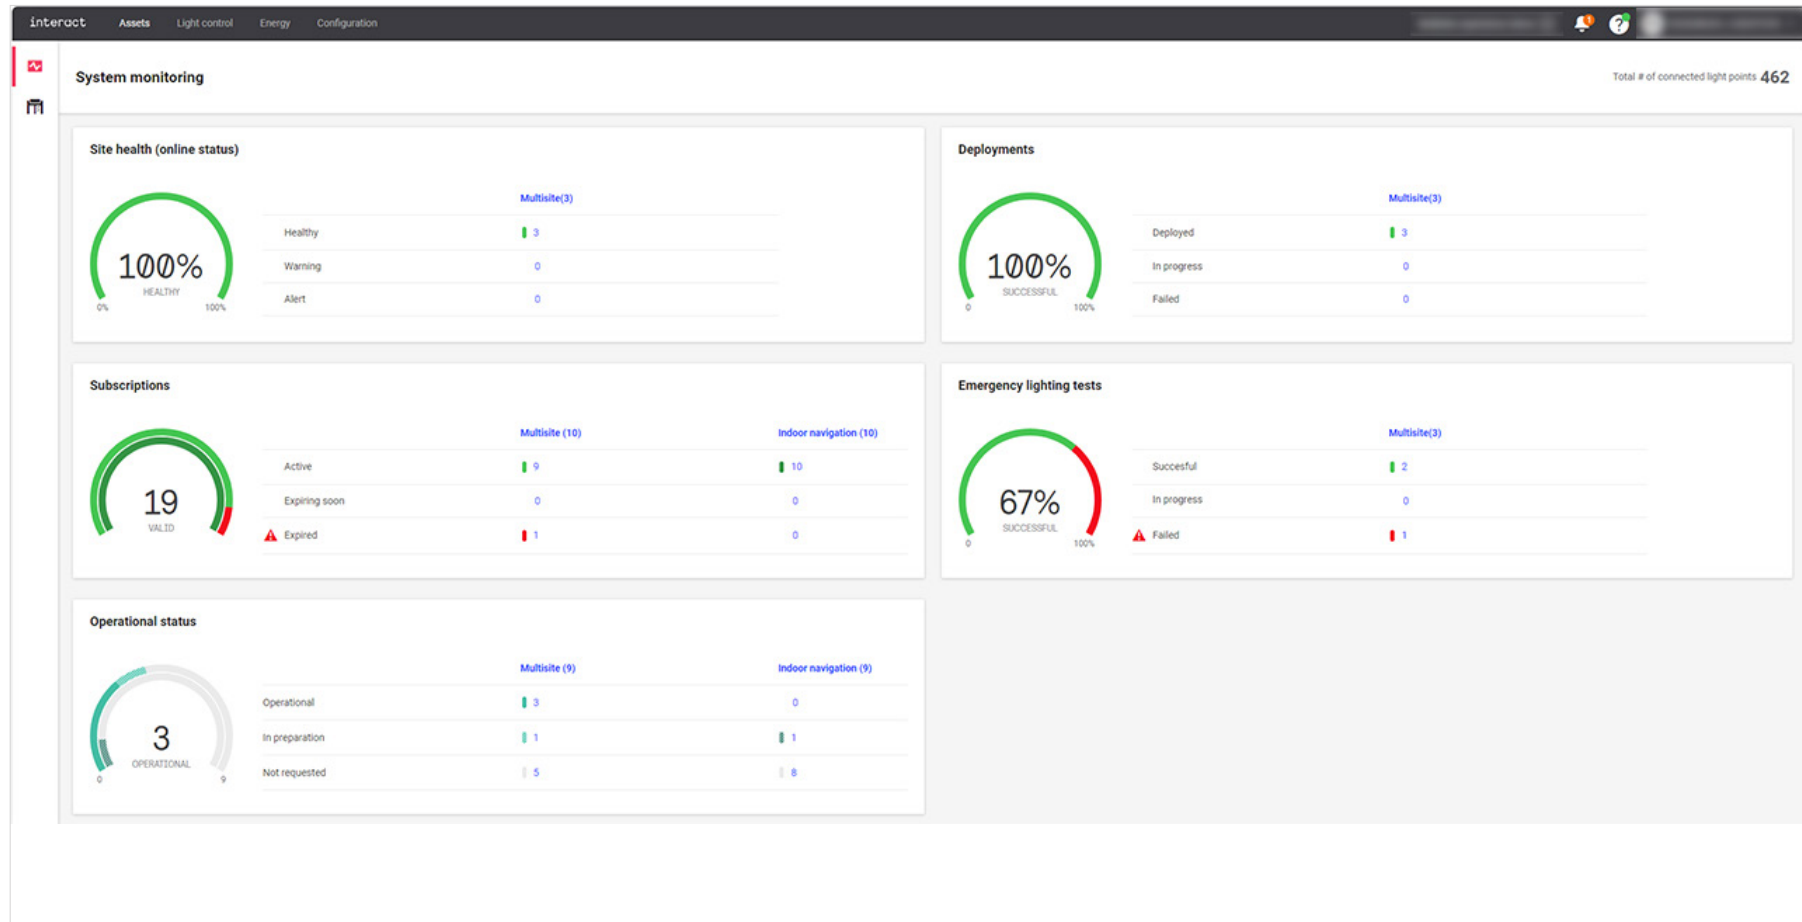 interact Assets Light control Energy Configuration 1 ?
System monitoring
Total # of connected light points 462
Site health (online status)
Multisite(3)
Healthy 3
Warning 0
Alert 0
100%
HEALTHY
0% 100%
Deployments
Multisite(3)
Deployed 3
In progress 0
Failed 0
100%
SUCCESSFUL
0 100%
Subscriptions
Multisite (10) Indoor navigation (10)
Active 9 10
Expiring soon 0 0
Expired 1 0
19
VALID
Emergency lighting tests
Multisite(3)
Succesful 2
In progress 0
Failed 1
67%
SUCCESSFUL
0 100%
Operational status
Multisite (9) Indoor navigation (9)
Operational 3 0
In preparation 1 1
Not requested 5 8
3
OPERATIONAL
0 9